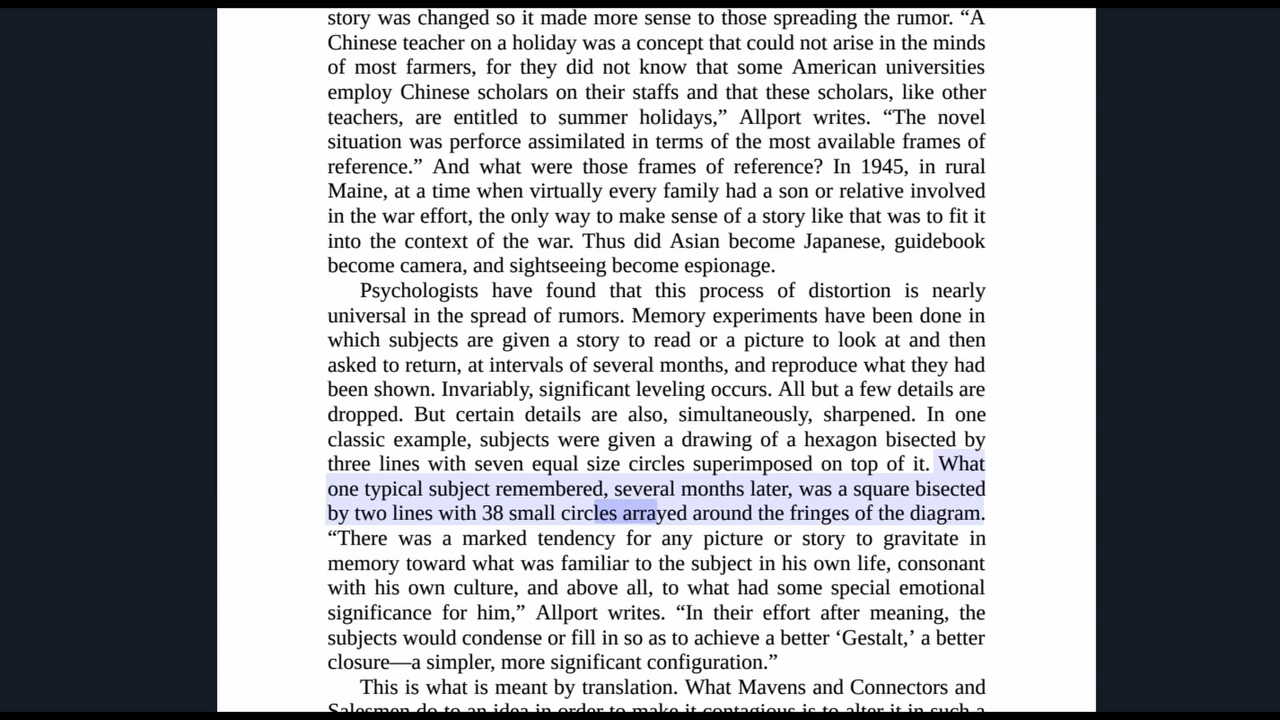 story was changed so it made more sense to those spreading the rumor. “A
Chinese teacher on a holiday was a concept that could not arise in the minds
of most farmers, for they did not know that some American universities
employ Chinese scholars on their staffs and that these scholars, like other
teachers, are entitled to summer holidays,” Allport writes. “The novel
situation was perforce assimilated in terms of the most available frames of
reference.” And what were those frames of reference? In 1945, in rural
Maine, at a time when virtually every family had a son or relative involved
in the war effort, the only way to make sense of a story like that was to fit it
into the context of the war. Thus did Asian become Japanese, guidebook
become camera, and sightseeing become espionage.
Psychologists have found that this process of distortion is nearly
universal in the spread of rumors. Memory experiments have been done in
which subjects are given a story to read or a picture to look at and then
asked to return, at intervals of several months, and reproduce what they had
been shown. Invariably, significant leveling occurs. All but a few details are
dropped. But certain details are also, simultaneously, sharpened. In one
classic example, subjects were given a drawing of a hexagon bisected by
three lines with seven equal size circles superimposed on top of it. What
one typical subject remembered, several months later, was a square bisected
by two lines with 38 small circles arrayed around the fringes of the diagram.
“There was a marked tendency for any picture or story to gravitate in
memory toward what was familiar to the subject in his own life, consonant
with his own culture, and above all, to what had some special emotional
significance for him,” Allport writes. “In their effort after meaning, the
subjects would condense or fill in so as to achieve a better ‘Gestalt,’ a better
closure—a simpler, more significant configuration.”
This is what is meant by translation. What Mavens and Connectors and
Salesmen do to an idea in order to make it contagious is to alter it in such a